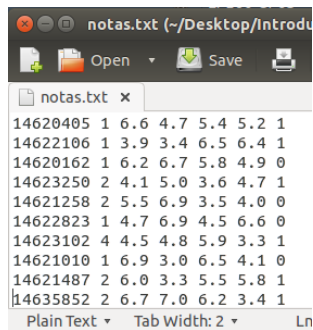 notas.txt (~/Desktop/Introdu
Open Save
notas.txt ×
14620405 1 6.6 4.7 5.4 5.2 1
14622106 1 3.9 3.4 6.5 6.4 1
14620162 1 6.2 6.7 5.8 4.9 0
14623250 2 4.1 5.0 3.6 4.7 1
14621258 2 5.5 6.9 3.5 4.0 0
14622823 1 4.7 6.9 4.5 6.6 0
14623102 4 4.5 4.8 5.9 3.3 1
14621010 1 6.9 3.0 6.5 4.1 0
14621487 2 6.0 3.3 5.5 5.8 1
14635852 2 6.7 7.0 6.2 3.4 1
Plain Text Tab Width: 2 Ln